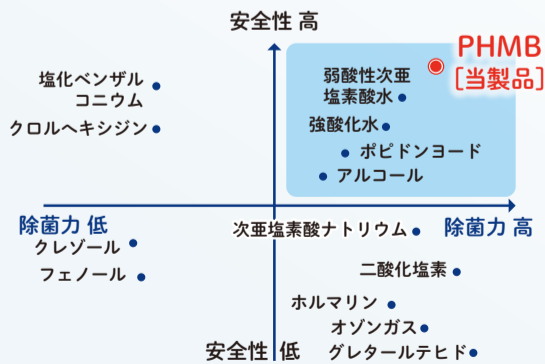 安全性 高
PHMB
[当製品]
塩化ベンザル
コニウム
クロルヘキシジン
弱酸性次亜
塩素酸水
強酸化水
ポピドンヨード
アルコール
除菌力 低
除菌力 高
クレゾール
フェノール
次亜塩素酸ナトリウム
二酸化塩素
ホルマリン
オゾンガス
グレタールテヒド
安全性 低